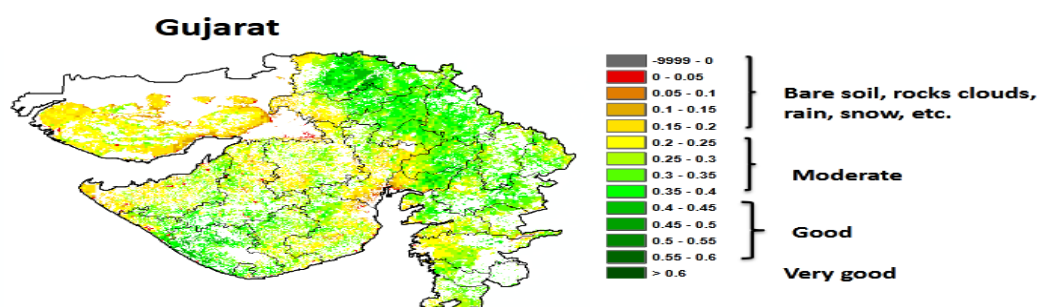 Gujarat
-9999 - 0
0 - 0.05
0.05 - 0.1
0.1 - 0.15
0.15 - 0.2
0.2 - 0.25
0.25 - 0.3
0.3 - 0.35
0.35 - 0.4
0.4 - 0.45
0.45 - 0.5
0.5 - 0.55
0.55 - 0.6
> 0.6
Bare soil, rocks clouds,
rain, snow, etc.
Moderate
Good
Very good